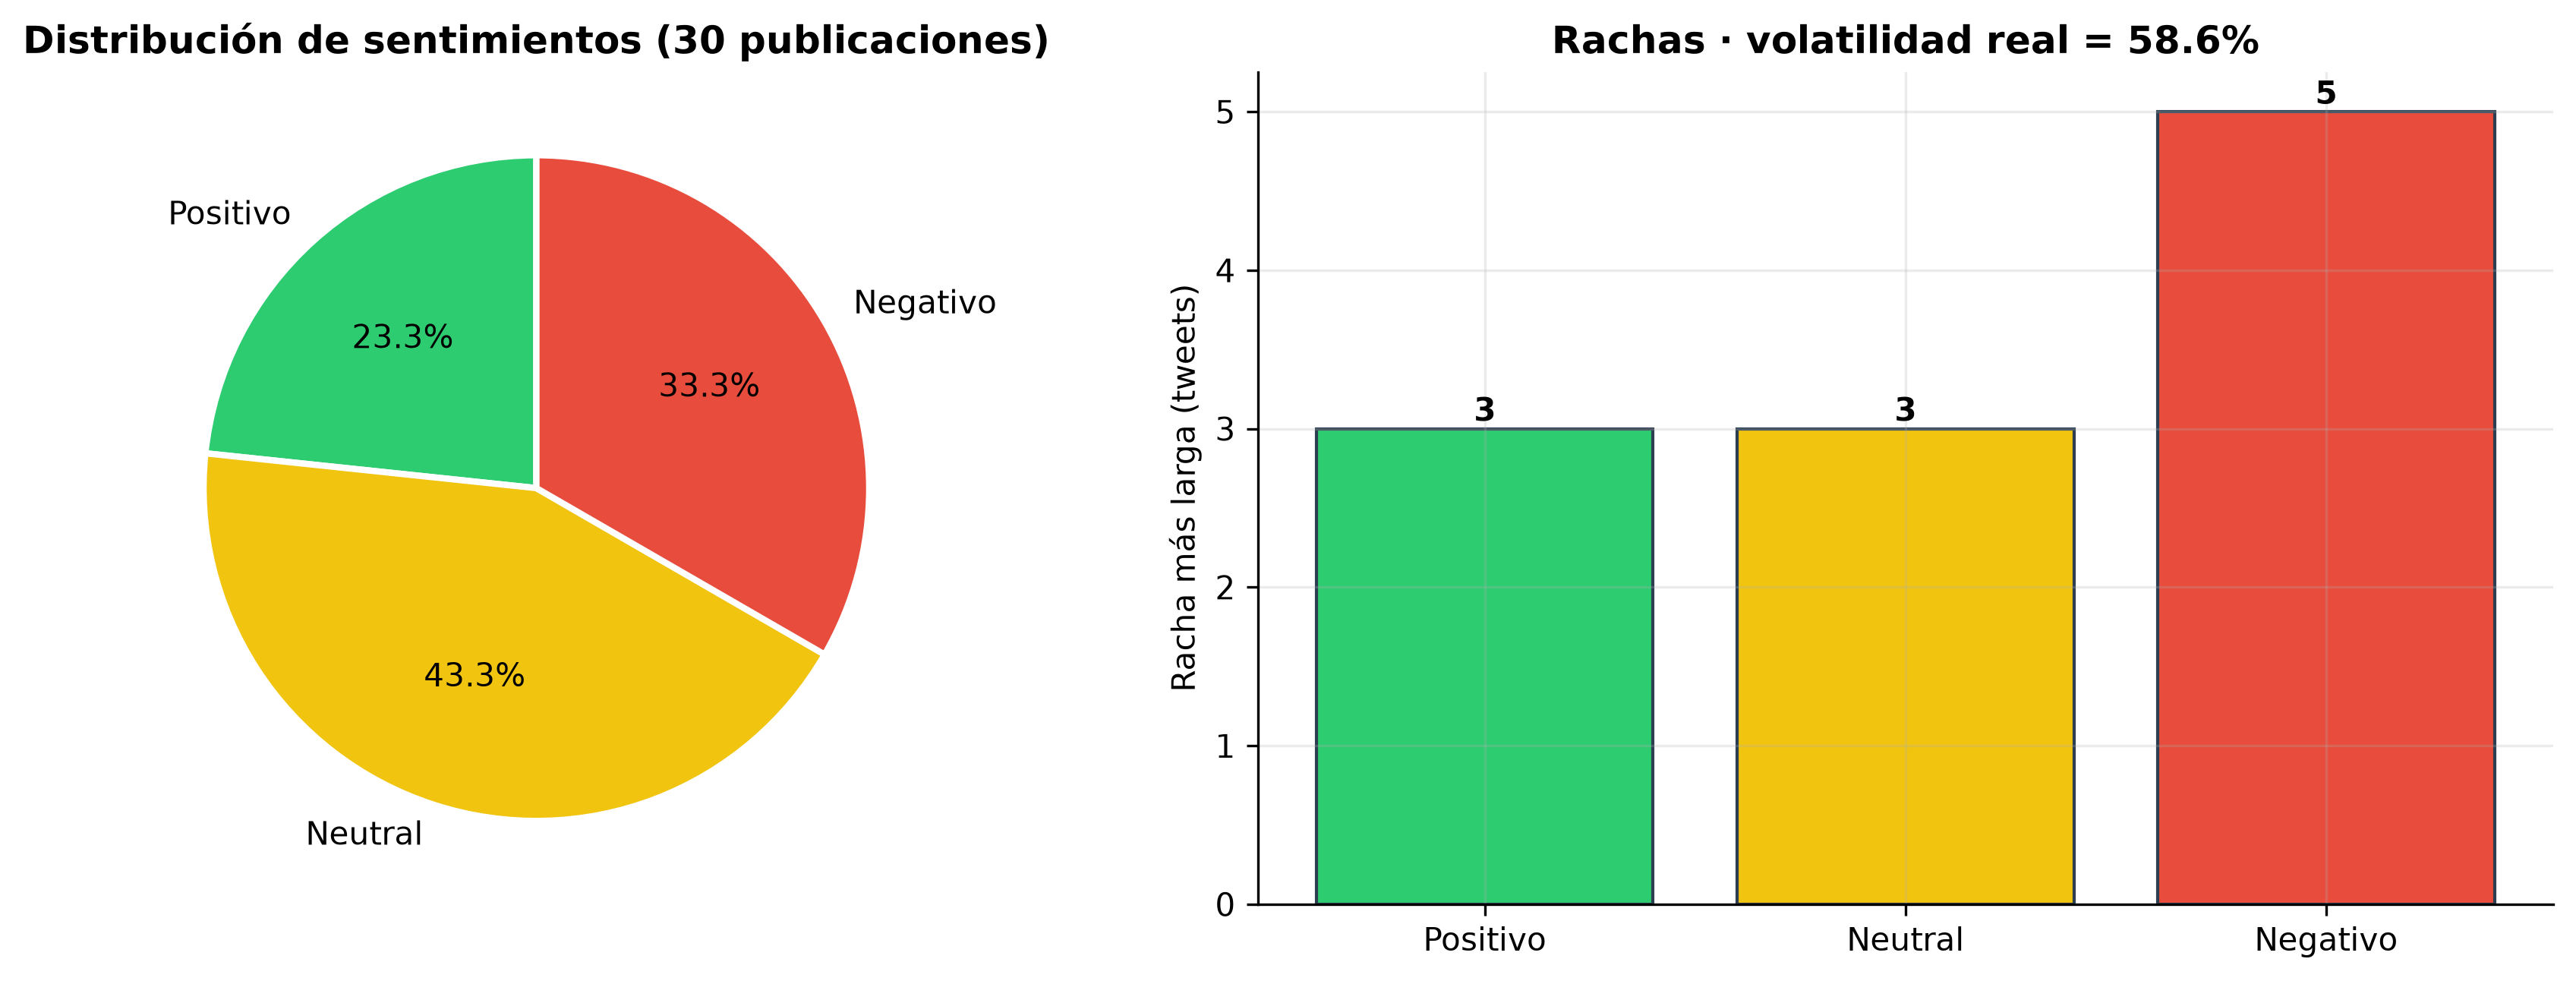 Distribución de sentimientos (30 publicaciones)
Positivo
Negativo
23.3%
33.3%
43.3%
Neutral
Rachas · volatilidad real = 58.6%
Racha más larga (tweets)
5
4
3
2
1
0
3
3
5
Positivo
Neutral
Negativo